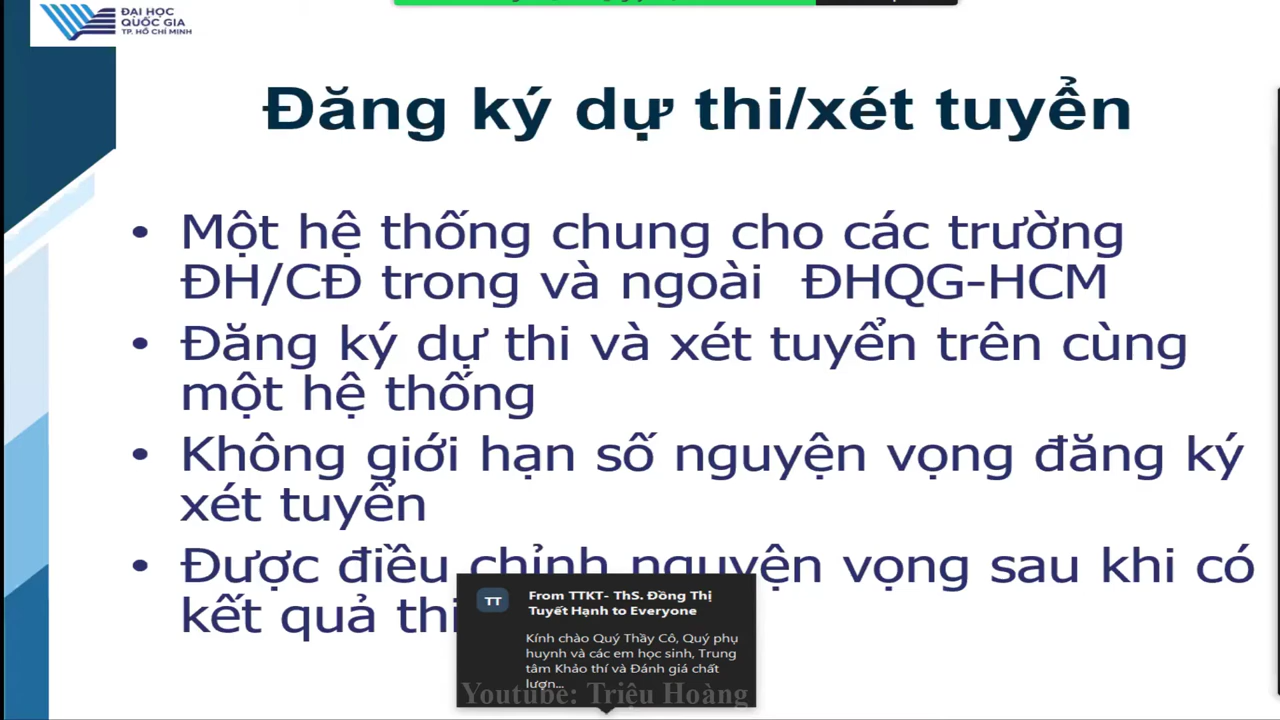 ĐẠI HỌC
QUỐC GIA
TP. HỒ CHÍ MINH
Đăng ký dự thi/xét tuyển
• Một hệ thống chung cho các trường
ĐH/CĐ trong và ngoài ĐHQG-HCM
• Đăng ký dự thi và xét tuyển trên cùng
một hệ thống
• Không giới hạn số nguyện vọng đăng ký
xét tuyển
• Được điều chỉnh nguyện vọng sau khi có
kết quả thi
TT
From TTKT- ThS. Đồng Thị
Tuyết Hạnh to Everyone
Kính chào Quý Thầy Cô, Quý phụ
huynh và các em học sinh, Trung
tâm Khảo thí và Đánh giá chất
lượn...
Youtube: Triệu Hoàng